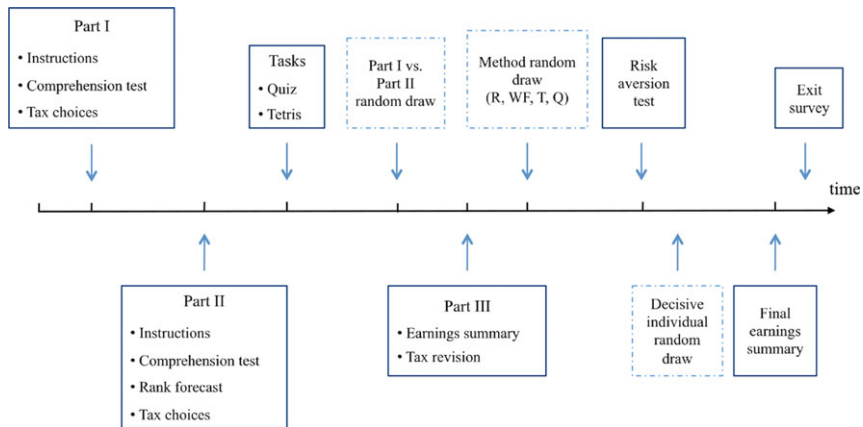 Part I
• Instructions
• Comprehension test
• Tax choices
Tasks
• Quiz
• Tetris
Part I vs.
Part II
random draw
Method random
draw
(R, WF, T, Q)
Risk
aversion
test
Exit
survey
time
Part II
• Instructions
• Comprehension test
• Rank forecast
• Tax choices
Part III
• Earnings summary
• Tax revision
Decisive
individual
random
draw
Final
earnings
summary